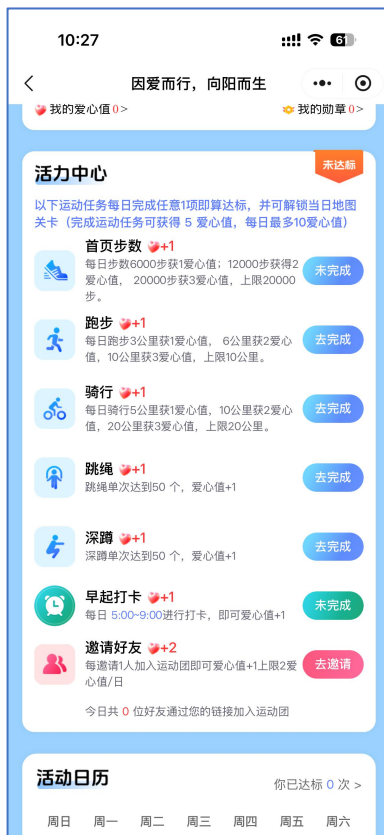 10:27
61
因爱而行，向阳而生
我的爱心值0>
我的勋章0>
活力中心
未达标
以下运动任务每日完成任意1项即算达标，并可解锁当日地图
关卡（完成运动任务可获得 5 爱心值，每日最多10爱心值）
首页步数 +1
每日步数6000步获1爱心值；12000步获得2
爱心值， 20000步获3爱心值，上限20000
步。
未完成
跑步 +1
每日跑步3公里获1爱心值， 6公里获2爱心
值，10公里获3爱心值，上限10公里。
去完成
骑行 +1
每日骑行5公里获1爱心值，10公里获2爱心
值，20公里获3爱心值，上限20公里。
去完成
跳绳 +1
跳绳单次达到50 个，爱心值+1
去完成
深蹲 +1
深蹲单次达到50 个，爱心值+1
去完成
早起打卡 +1
每日 5:00~9:00进行打卡，即可爱心值+1
未完成
邀请好友 +2
每邀请1人加入运动团即可爱心值+1上限2爱
心值/日
去邀请
今日共 0 位好友通过您的链接加入运动团
活动日历
你已达标 0 次 >
周日 周一 周二 周三 周四 周五 周六